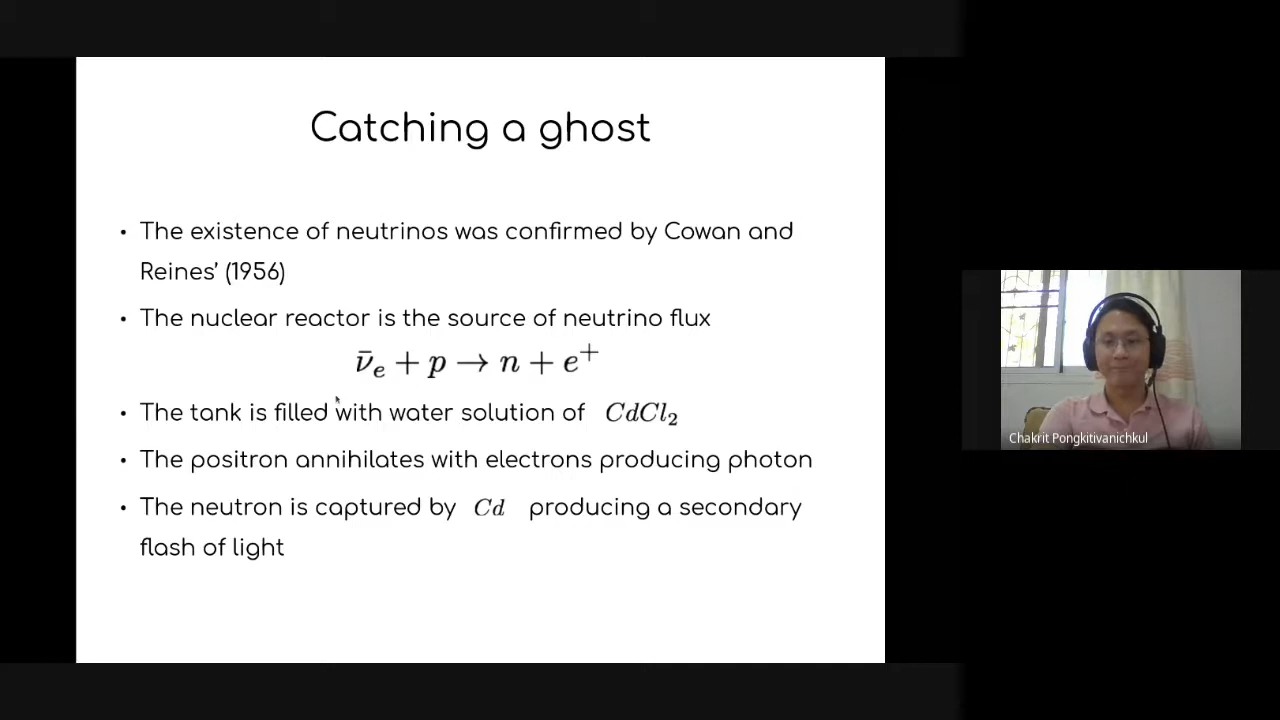 Catching a ghost
• The existence of neutrinos was confirmed by Cowan and
Reines’ (1956)
• The nuclear reactor is the source of neutrino flux
ν̄ₑ + p → n + e⁺
• The tank is filled with water solution of CdCl₂
• The positron annihilates with electrons producing photon
• The neutron is captured by Cd producing a secondary
flash of light
Chakrit Pongkitivanichkul